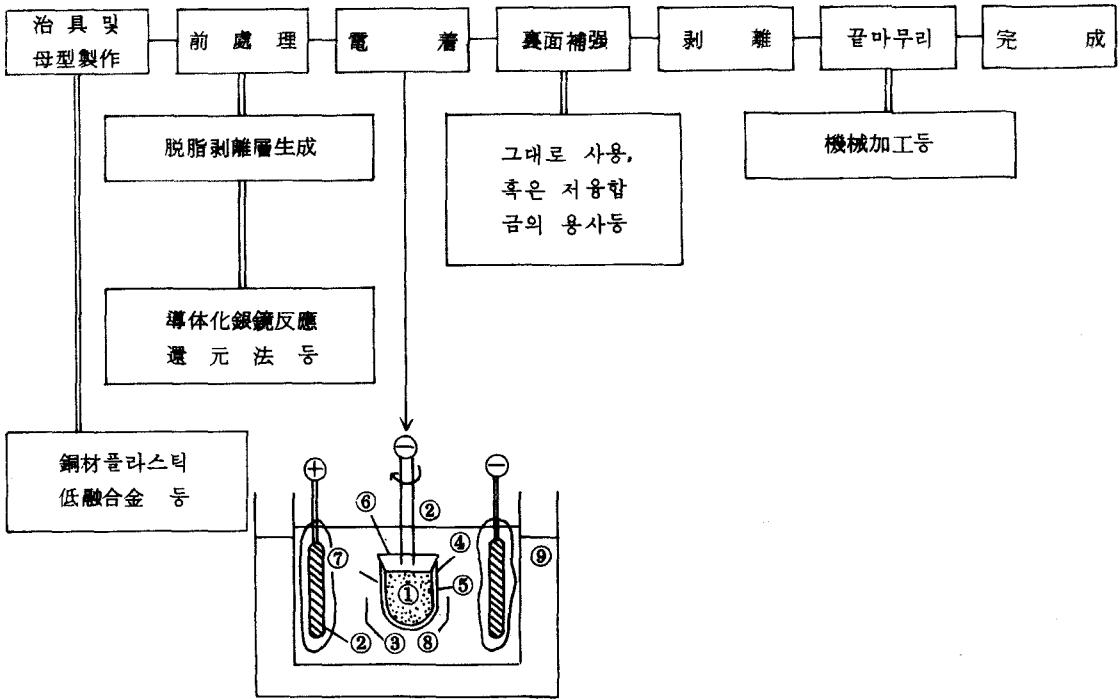 治具 및
母型製作
前處理
電着
裏面補强
剝離
끝마무리
完成
脱脂剝離層生成
그대로 사용,
혹은 저융합
금의 용사등
機械加工등
導体化銀鏡反應
還元法등
銅材플라스틱
低融合金 등
⊖
⊕
⊖
⑥
②
⑦
④
⑨
①
⑤
②
③
⑧